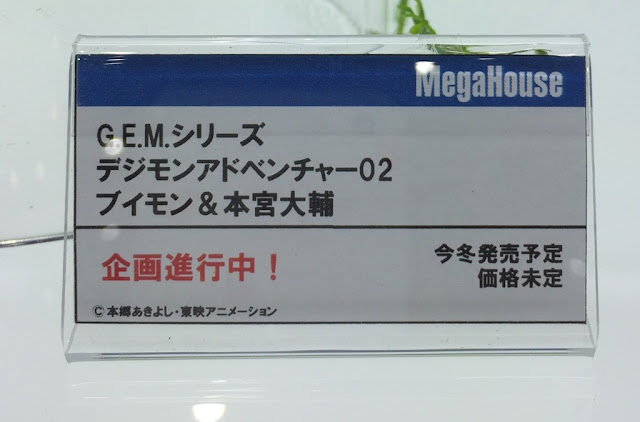 MegaHouse
G.E.M.シリーズ
デジモンアドベンチャー02
ブイモン&本宮大輔
企画進行中!
今冬発売予定
価格未定
©本郷あきよし・東映アニメーション